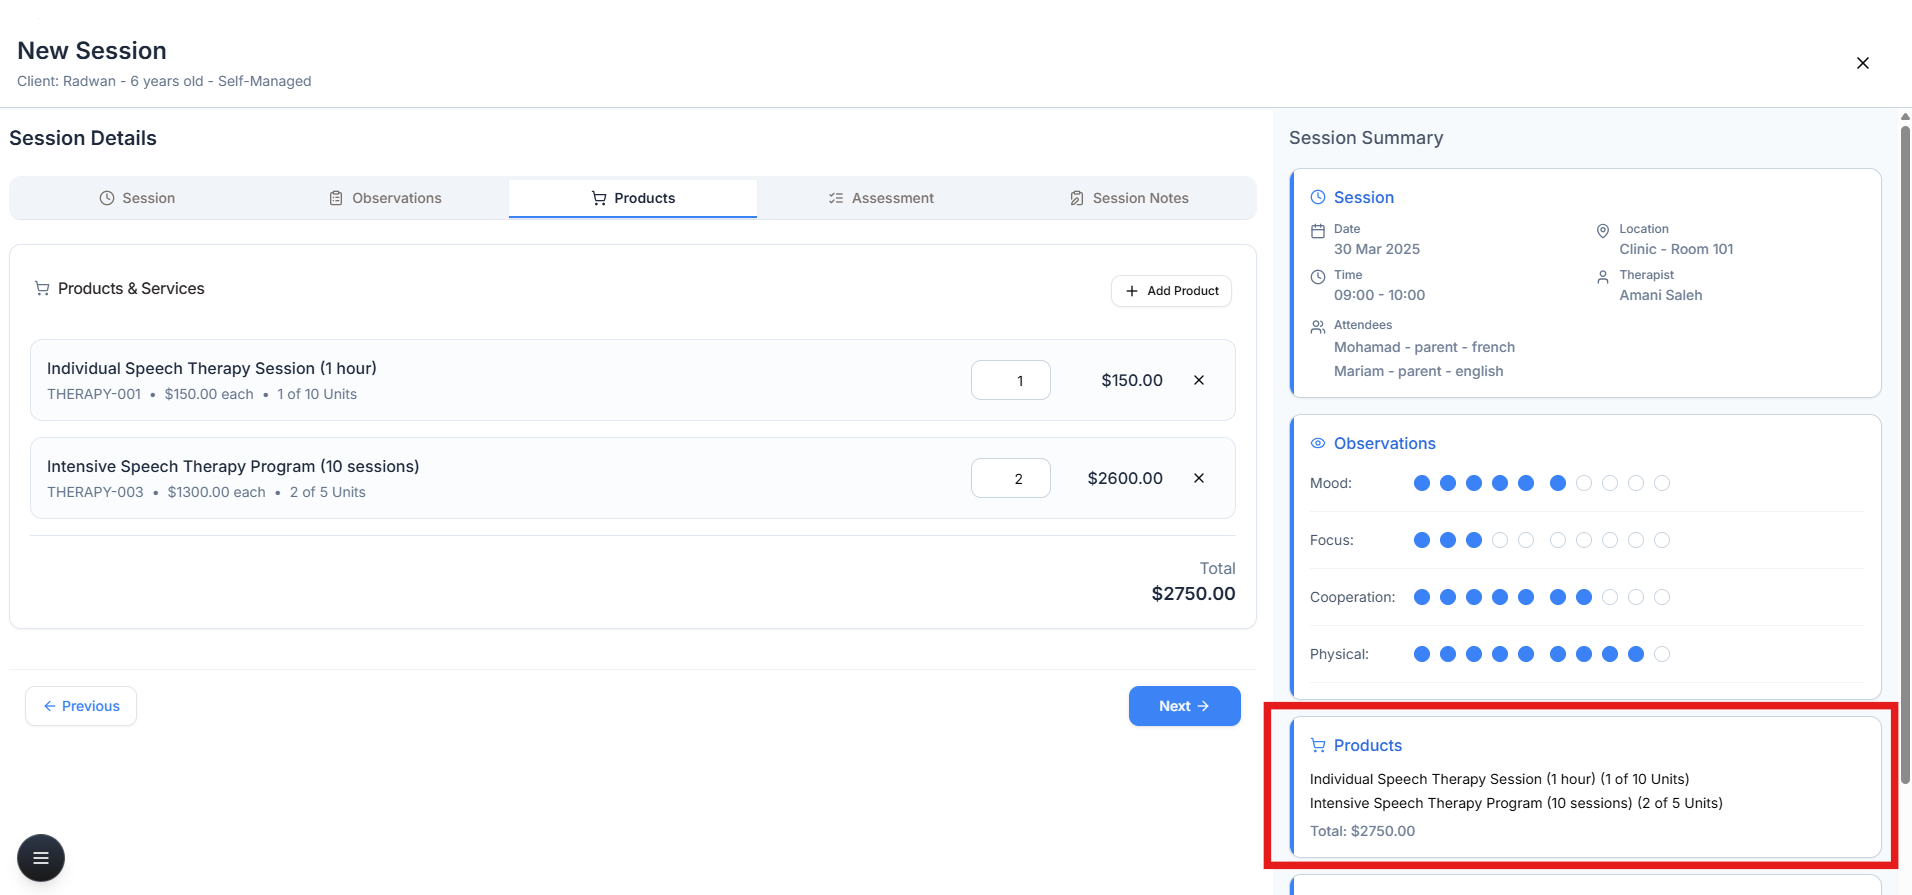 New Session
Client: Radwan - 6 years old - Self-Managed
Session Details
Session
Observations
Products
Assessment
Session Notes
Products & Services
Add Product
Individual Speech Therapy Session (1 hour)
THERAPY-001 • $150.00 each • 1 of 10 Units
1
$150.00
Intensive Speech Therapy Program (10 sessions)
THERAPY-003 • $1300.00 each • 2 of 5 Units
2
$2600.00
Total
$2750.00
Previous
Next
Session Summary
Session
Date
30 Mar 2025
Location
Clinic - Room 101
Time
09:00 - 10:00
Therapist
Amani Saleh
Attendees
Mohamad - parent - french
Mariam - parent - english
Observations
Mood:
Focus:
Cooperation:
Physical:
Products
Individual Speech Therapy Session (1 hour) (1 of 10 Units)
Intensive Speech Therapy Program (10 sessions) (2 of 5 Units)
Total: $2750.00